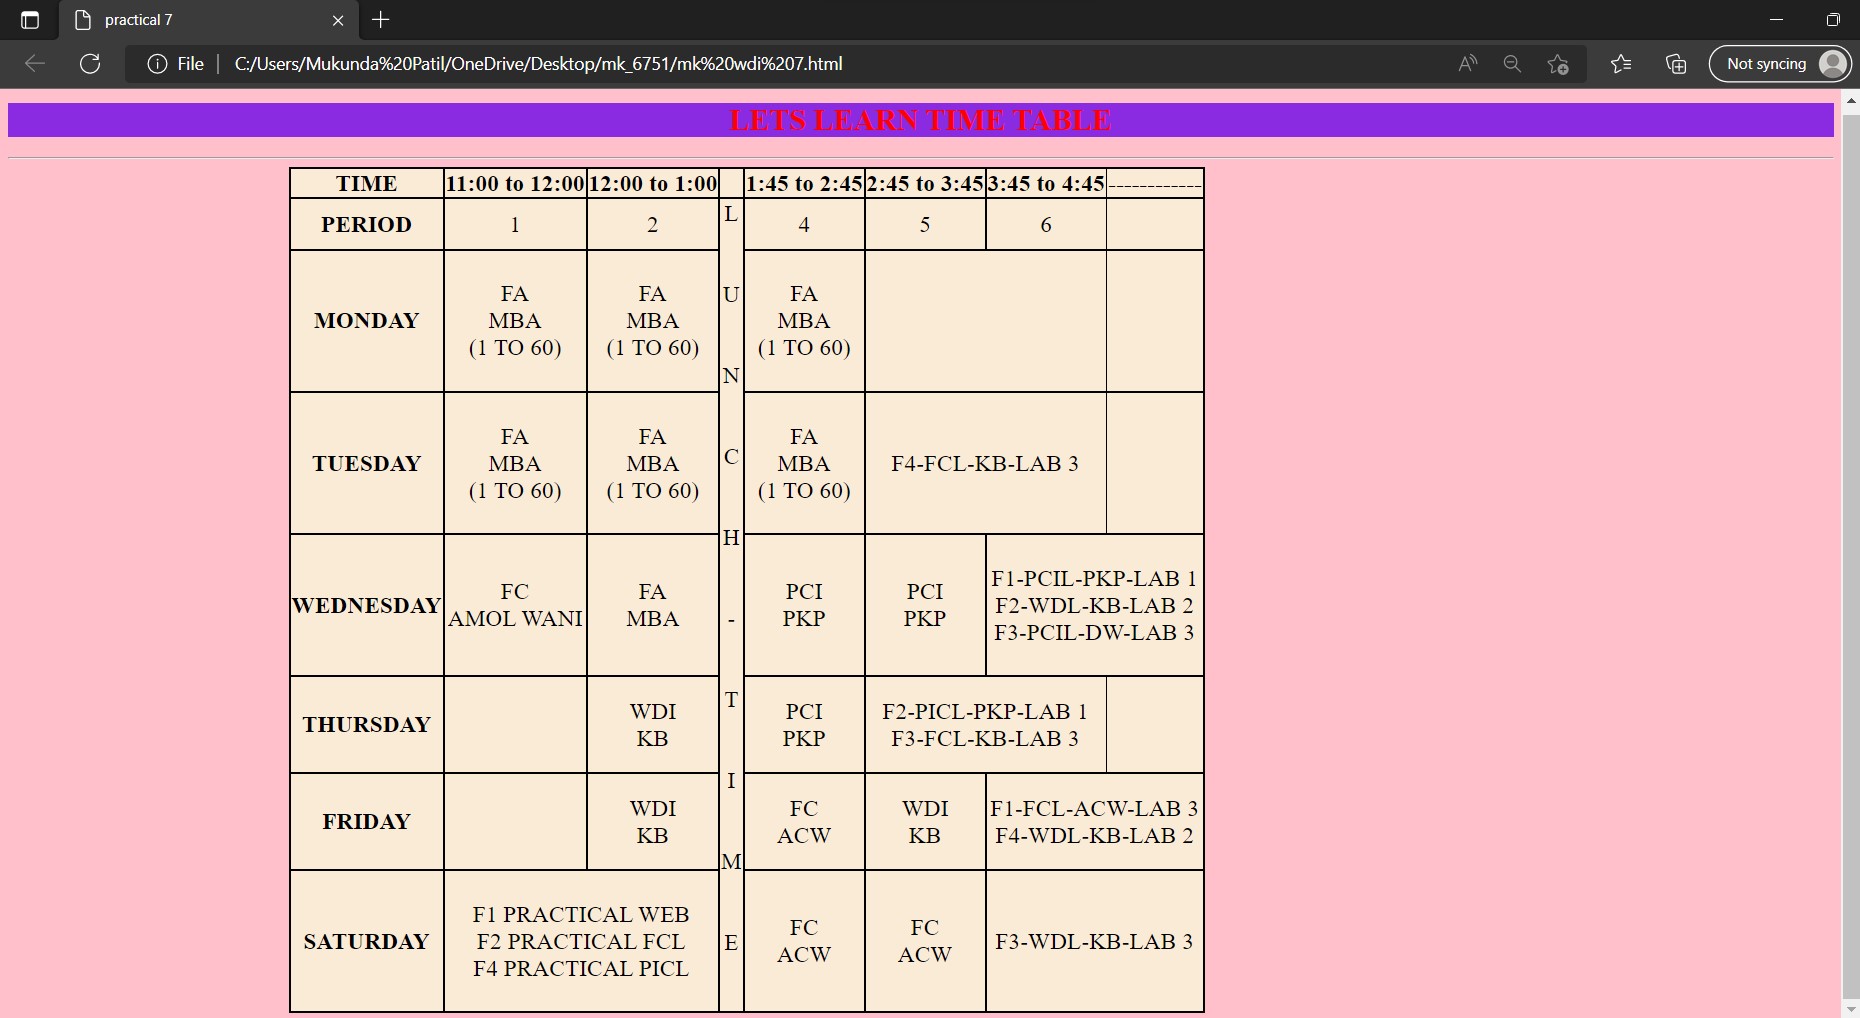 practical 7
File
C:/Users/Mukunda%20Patil/OneDrive/Desktop/mk_6751/mk%20wdi%207.html
Not syncing
LETS LEARN TIME TABLE
TIME 11:00 to 12:00 12:00 to 1:00 1:45 to 2:45 2:45 to 3:45 3:45 to 4:45 ------------
PERIOD 1 2 4 5 6
L
U
N
C
H
-
T
I
M
E
MONDAY
FA
MBA
(1 TO 60)
FA
MBA
(1 TO 60)
FA
MBA
(1 TO 60)
TUESDAY
FA
MBA
(1 TO 60)
FA
MBA
(1 TO 60)
FA
MBA
(1 TO 60)
F4-FCL-KB-LAB 3
WEDNESDAY
FC
AMOL WANI
FA
MBA
PCI
PKP
PCI
PKP
F1-PCIL-PKP-LAB 1
F2-WDL-KB-LAB 2
F3-PCIL-DW-LAB 3
THURSDAY
WDI
KB
PCI
PKP
F2-PICL-PKP-LAB 1
F3-FCL-KB-LAB 3
FRIDAY
WDI
KB
FC
ACW
WDI
KB
F1-FCL-ACW-LAB 3
F4-WDL-KB-LAB 2
SATURDAY
F1 PRACTICAL WEB
F2 PRACTICAL FCL
F4 PRACTICAL PICL
FC
ACW
FC
ACW
F3-WDL-KB-LAB 3